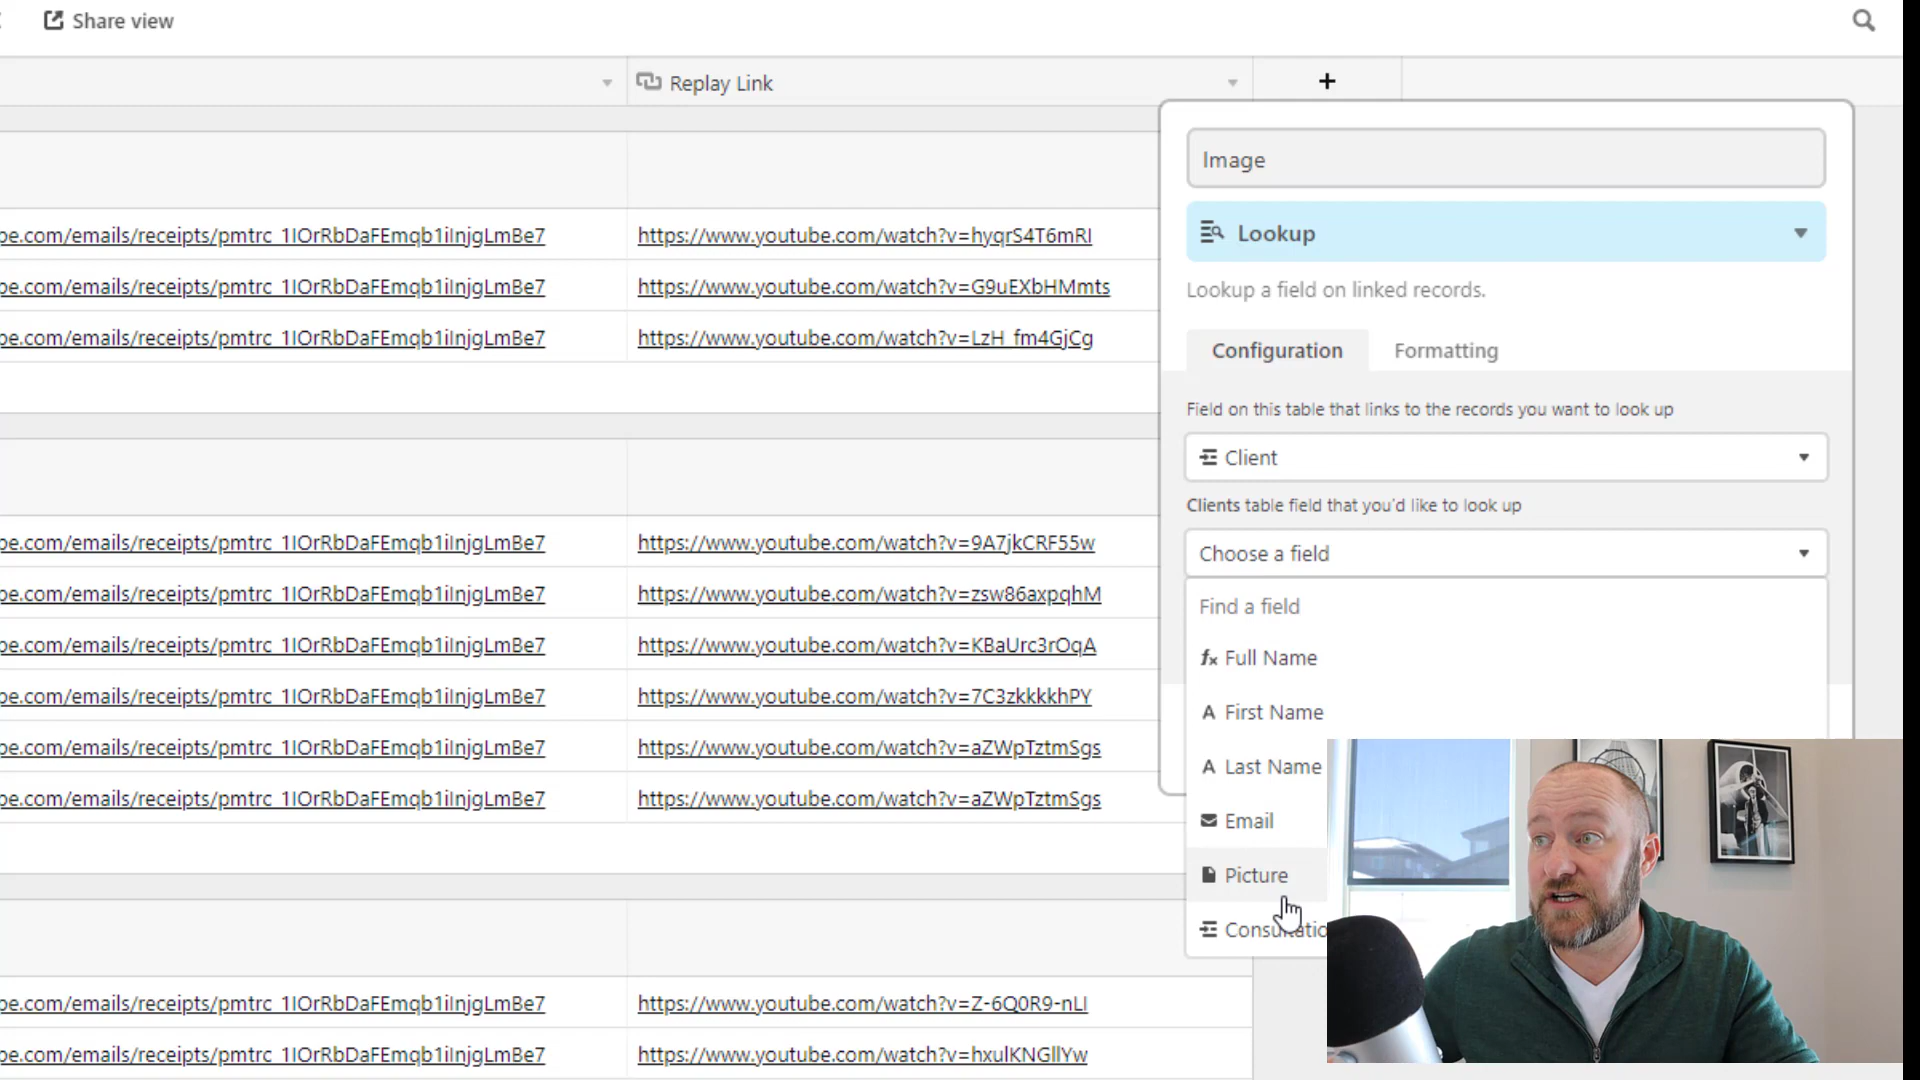 Share view
Replay Link
+
Image
pe.com/emails/receipts/pmtrc_1IOrRbDaFEmqb1iInjgLmBe7 https://www.youtube.com/watch?v=hyqrS4T6mRI
Lookup
pe.com/emails/receipts/pmtrc_1IOrRbDaFEmqb1iInjgLmBe7 https://www.youtube.com/watch?v=G9uEXbHMmts
Lookup a field on linked records.
pe.com/emails/receipts/pmtrc_1IOrRbDaFEmqb1iInjgLmBe7 https://www.youtube.com/watch?v=LzH_fm4GjCg
Configuration Formatting
Field on this table that links to the records you want to look up
Client
Clients table field that you'd like to look up
pe.com/emails/receipts/pmtrc_1IOrRbDaFEmqb1iInjgLmBe7 https://www.youtube.com/watch?v=9A7jkCRF55w
Choose a field
pe.com/emails/receipts/pmtrc_1IOrRbDaFEmqb1iInjgLmBe7 https://www.youtube.com/watch?v=zsw86axpqhM
Find a field
pe.com/emails/receipts/pmtrc_1IOrRbDaFEmqb1iInjgLmBe7 https://www.youtube.com/watch?v=KBaUrc3rOqA
fx Full Name
pe.com/emails/receipts/pmtrc_1IOrRbDaFEmqb1iInjgLmBe7 https://www.youtube.com/watch?v=7C3zkkkkhPY
A First Name
pe.com/emails/receipts/pmtrc_1IOrRbDaFEmqb1iInjgLmBe7 https://www.youtube.com/watch?v=aZWpTztmSgs
A Last Name
pe.com/emails/receipts/pmtrc_1IOrRbDaFEmqb1iInjgLmBe7 https://www.youtube.com/watch?v=aZWpTztmSgs
Email
Picture
Consultatio
pe.com/emails/receipts/pmtrc_1IOrRbDaFEmqb1iInjgLmBe7 https://www.youtube.com/watch?v=Z-6Q0R9-nLI
pe.com/emails/receipts/pmtrc_1IOrRbDaFEmqb1iInjgLmBe7 https://www.youtube.com/watch?v=hxulKNGllYw